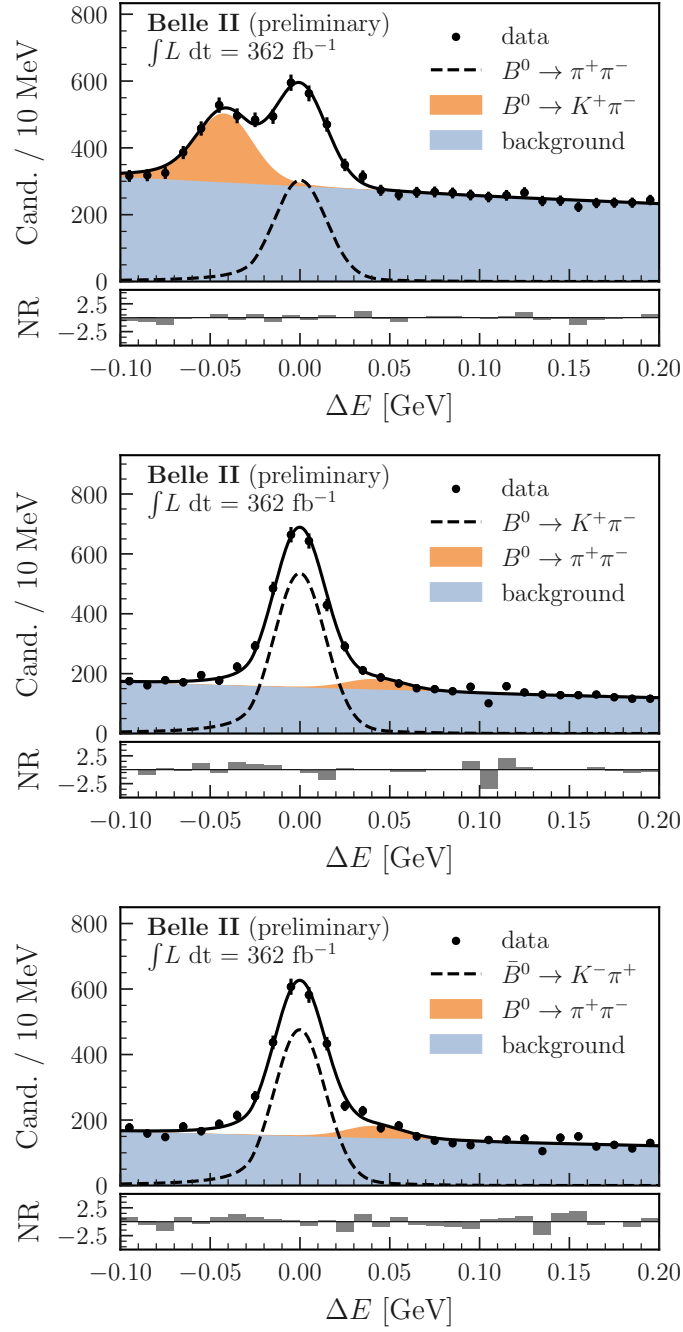 Belle II (preliminary)
∫L dt = 362 fb⁻¹
data
B⁰ → π⁺π⁻
B⁰ → K⁺π⁻
background
Cand. / 10 MeV
800
600
400
200
0
NR
2.5
−2.5
−0.10 −0.05 0.00 0.05 0.10 0.15 0.20
ΔE [GeV]
Belle II (preliminary)
∫L dt = 362 fb⁻¹
data
B⁰ → K⁺π⁻
B⁰ → π⁺π⁻
background
Cand. / 10 MeV
800
600
400
200
0
NR
2.5
−2.5
−0.10 −0.05 0.00 0.05 0.10 0.15 0.20
ΔE [GeV]
Belle II (preliminary)
∫L dt = 362 fb⁻¹
data
B̄⁰ → K⁻π⁺
B⁰ → π⁺π⁻
background
Cand. / 10 MeV
800
600
400
200
0
NR
2.5
−2.5
−0.10 −0.05 0.00 0.05 0.10 0.15 0.20
ΔE [GeV]